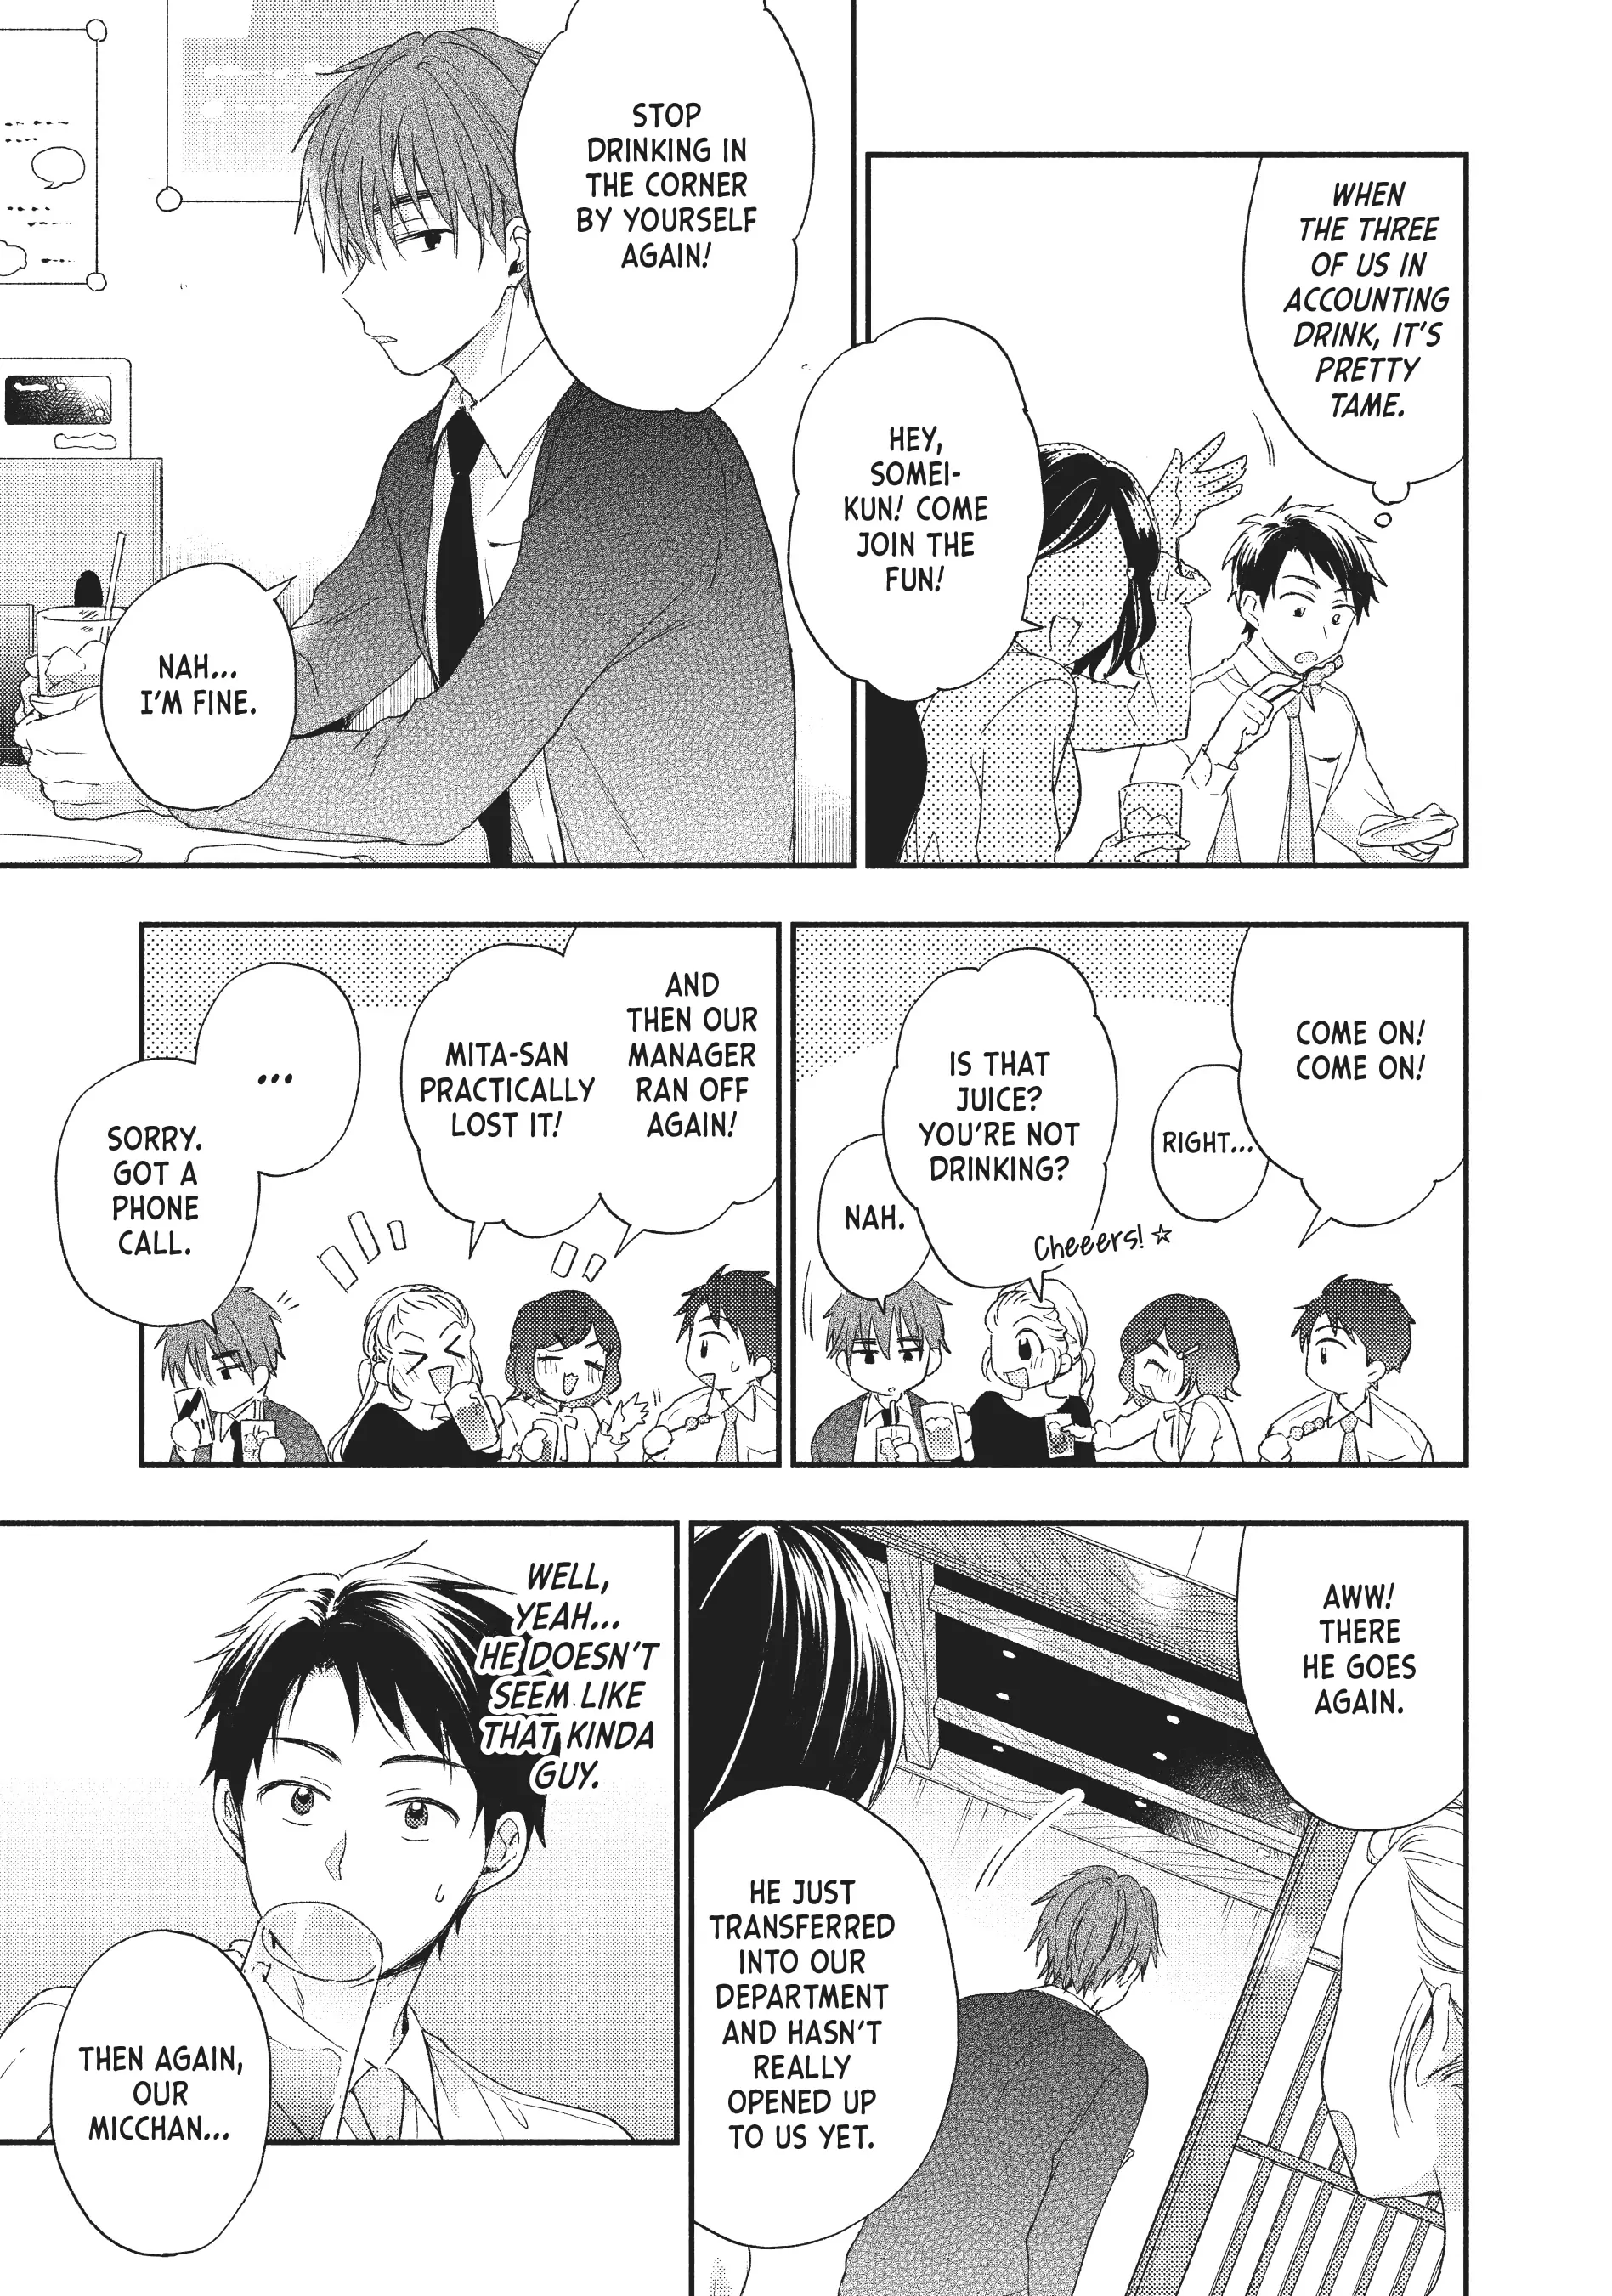 WHEN
THE THREE
OF US IN
ACCOUNTING
DRINK, IT'S
PRETTY
TAME.
HEY,
SOMEI-
KUN! COME
JOIN THE
FUN!
STOP
DRINKING IN
THE CORNER
BY YOURSELF
AGAIN!
NAH...
I'M FINE.
COME ON!
COME ON!
RIGHT...
IS THAT
JUICE?
YOU'RE NOT
DRINKING?
Cheeers! ☆
NAH.
AND
THEN OUR
MANAGER
RAN OFF
AGAIN!
MITA-SAN
PRACTICALLY
LOST IT!
...
SORRY.
GOT A
PHONE
CALL.
AWW!
THERE
HE GOES
AGAIN.
HE JUST
TRANSFERRED
INTO OUR
DEPARTMENT
AND HASN'T
REALLY
OPENED UP
TO US YET.
WELL,
YEAH...
HE DOESN'T
SEEM LIKE
THAT KINDA
GUY.
THEN AGAIN,
OUR
MICCHAN...